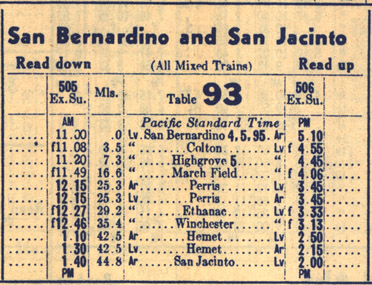 San Bernardino and San Jacinto
Read down (All Mixed Trains) Read up
505 Ex.Su. Mls. Table 93 506 Ex.Su.
AM Pacific Standard Time PM
11.00 .0 Lv. San Bernardino 4, 5, 95. Ar 5.10
f11.08 3.5 " Colton Lv f 4.55
11.20 7.3 " Highgrove 5 " 4.45
f11.49 16.6 " March Field " f 4.06
12.15 25.3 Ar Perris Lv 3.45
12.15 25.3 Lv Perris Ar 3.45
f12.27 29.2 " Ethanac Lv f 3.33
f12.46 35.4 " Winchester " f 3.13
1.10 42.5 Ar Hemet Lv 2.50
1.30 42.5 Lv Hemet Ar 2.15
1.40 44.8 Ar San Jacinto Lv 2.00
PM PM